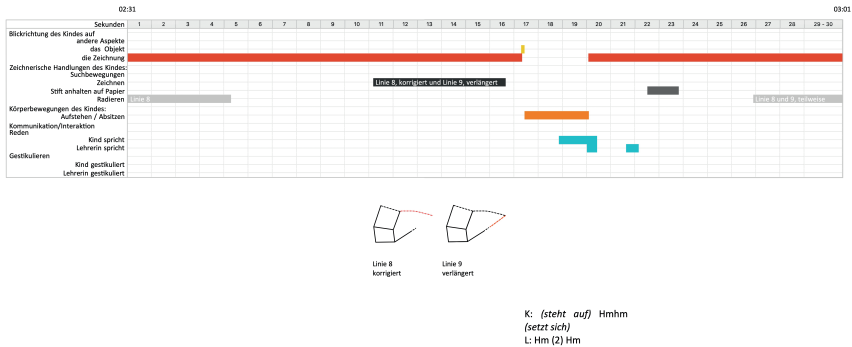 02:31 03:01
Sekunden 1 2 3 4 5 6 7 8 9 10 11 12 13 14 15 16 17 18 19 20 21 22 23 24 25 26 27 28 29 - 30
Blickrichtung des Kindes auf
andere Aspekte
das Objekt
die Zeichnung
Zeichnerische Handlungen des Kindes:
Suchbewegungen
Zeichnen Linie 8, korrigiert und Linie 9, verlängert
Stift anhalten auf Papier
Radieren Linie 8 Linie 8 und 9, teilweise
Körperbewegungen des Kindes:
Aufstehen / Absitzen
Kommunikation/Interaktion
Reden
Kind spricht
Lehrerin spricht
Gestikulieren
Kind gestikuliert
Lehrerin gestikuliert
Linie 8 Linie 9
korrigiert verlängert
K: (steht auf) Hmhm
(setzt sich)
L: Hm (2) Hm